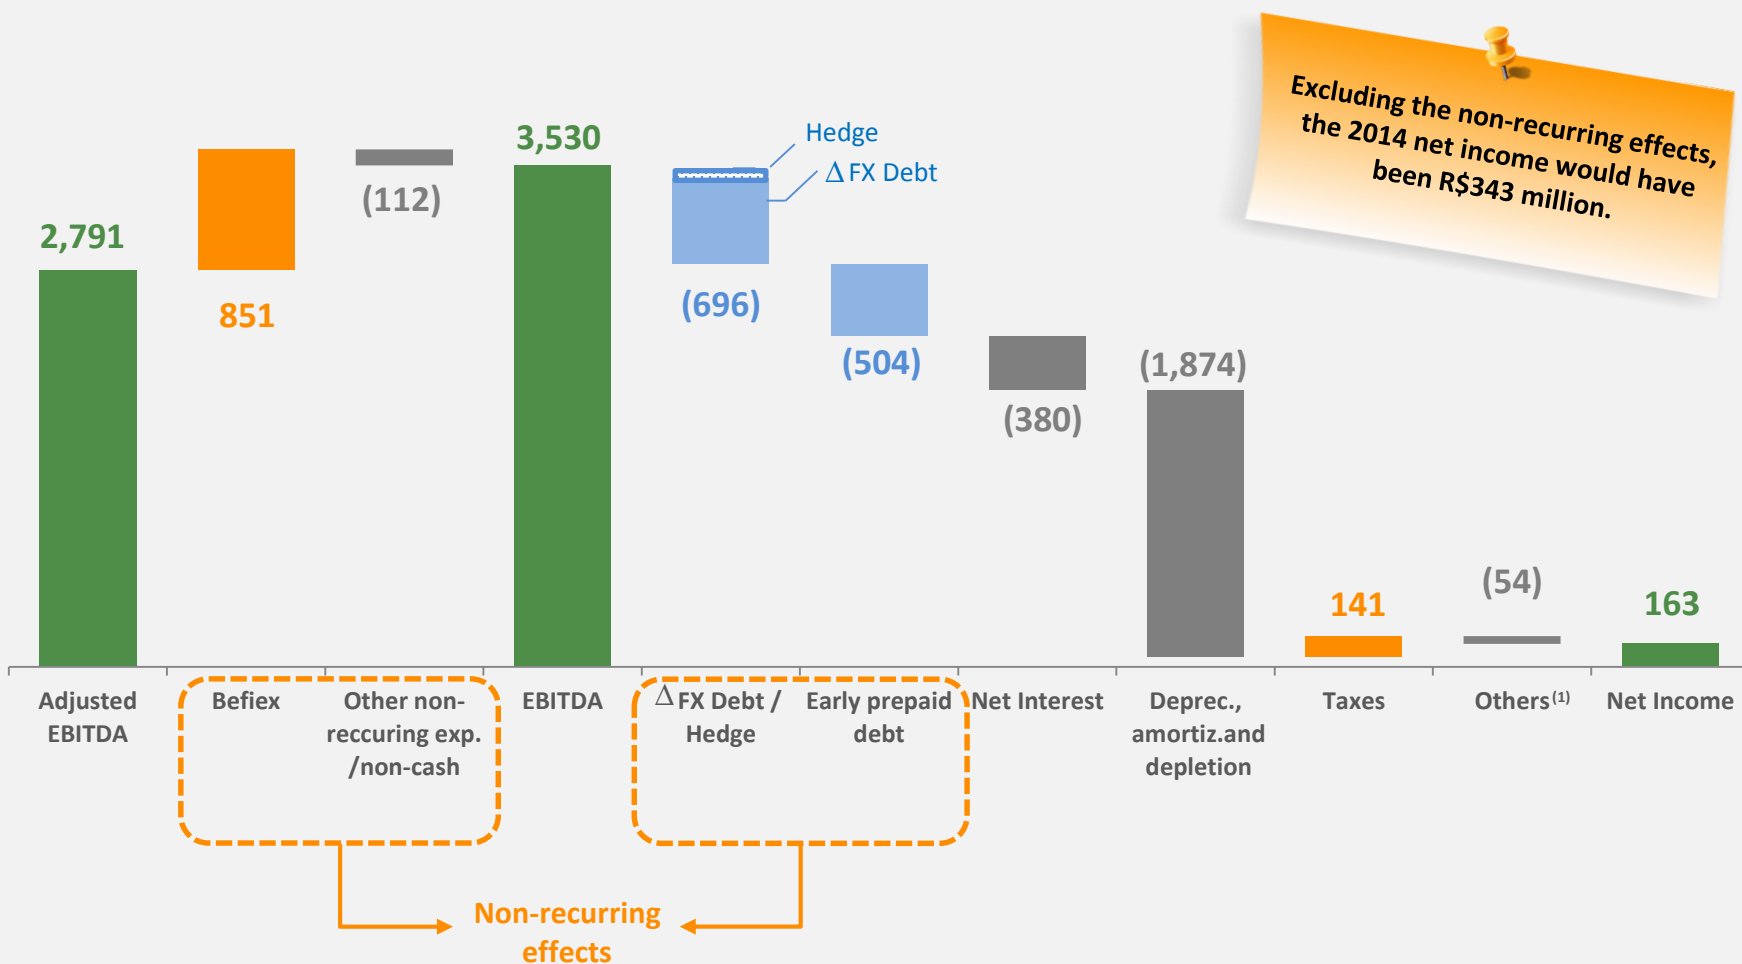 Excluding the non-recurring effects,
the 2014 net income would have
been R$343 million.
2,791
851
(112)
3,530
Hedge
Δ FX Debt
(696)
(504)
(380)
(1,874)
141
(54)
163
Adjusted
EBITDA
Befiex
Other non-
reccuring exp.
/non-cash
EBITDA
Δ FX Debt /
Hedge
Early prepaid
debt
Net Interest
Deprec.,
amortiz.and
depletion
Taxes
Others(1)
Net Income
Non-recurring
effects